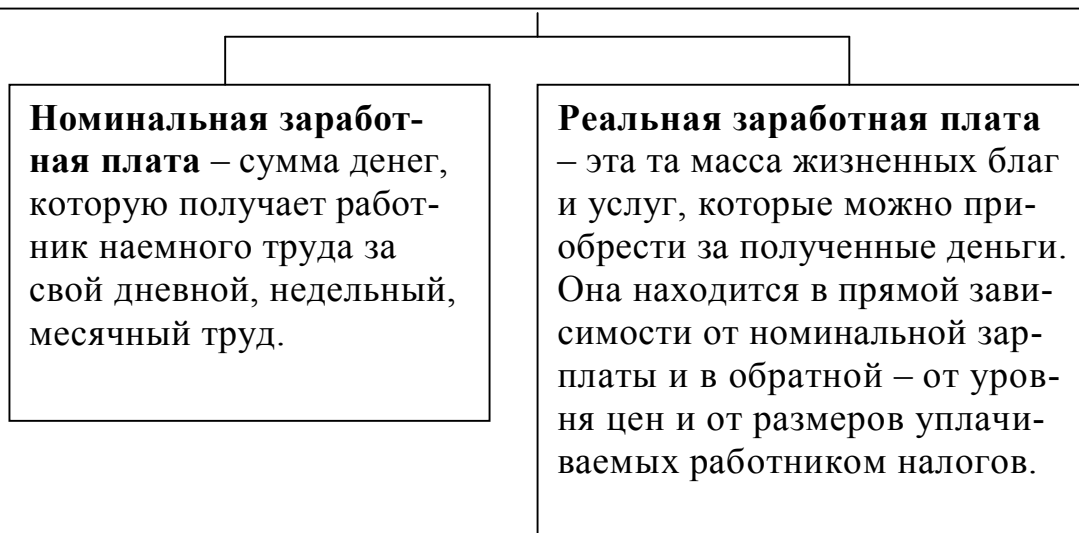 Номинальная заработ-
ная плата – сумма денег,
которую получает работ-
ник наемного труда за
свой дневной, недельный,
месячный труд.
Реальная заработная плата
– эта та масса жизненных благ
и услуг, которые можно при-
обрести за полученные деньги.
Она находится в прямой зави-
симости от номинальной зар-
платы и в обратной – от уров-
ня цен и от размеров уплачи-
ваемых работником налогов.